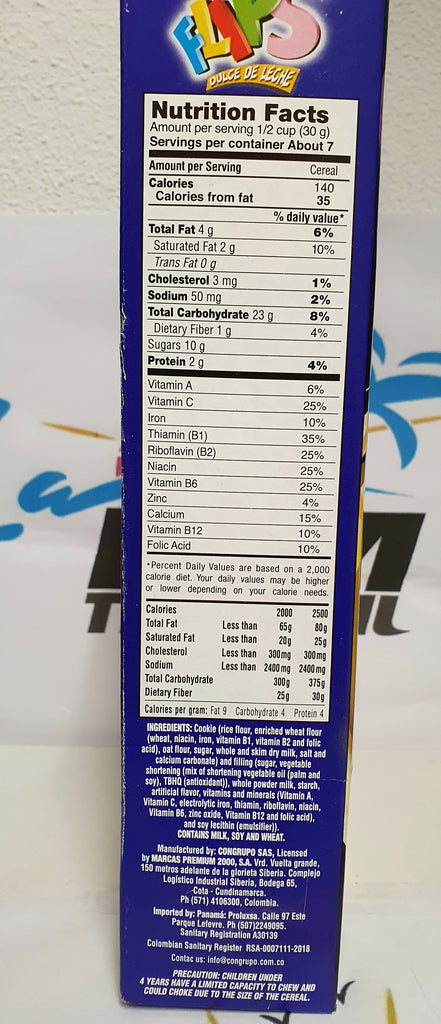 FLIPS
DULCE DE LECHE
Nutrition Facts
Amount per serving 1/2 cup (30 g)
Servings per container About 7
Amount per Serving Cereal
Calories 140
Calories from fat 35
% daily value*
Total Fat 4 g 6%
Saturated Fat 2 g 10%
Trans Fat 0 g
Cholesterol 3 mg 1%
Sodium 50 mg 2%
Total Carbohydrate 23 g 8%
Dietary Fiber 1 g 4%
Sugars 10 g
Protein 2 g 4%
Vitamin A 6%
Vitamin C 25%
Iron 10%
Thiamin (B1) 35%
Riboflavin (B2) 25%
Niacin 25%
Vitamin B6 25%
Zinc 4%
Calcium 15%
Vitamin B12 10%
Folic Acid 10%
*Percent Daily Values are based on a 2,000
calorie diet. Your daily values may be higher
or lower depending on your calorie needs.
Calories 2000 2500
Total Fat Less than 65g 80g
Saturated Fat Less than 20g 25g
Cholesterol Less than 300mg 300mg
Sodium Less than 2400mg 2400mg
Total Carbohydrate 300g 375g
Dietary Fiber 25g 30g
Calories per gram: Fat 9 Carbohydrate 4 Protein 4
INGREDIENTS: Cookie (rice flour, enriched wheat flour
(wheat, niacin, iron, vitamin B1, vitamin B2 and folic
acid), oat flour, sugar, whole and skim dry milk, salt and
calcium carbonate) and filling (sugar, vegetable
shortening (mix of shortening vegetable oil (palm and
soy), TBHQ (antioxidant)), whole powder milk, starch,
artificial flavor, vitamins and minerals (Vitamin A,
Vitamin C, electrolytic iron, thiamin, riboflavin, niacin,
Vitamin B6, zinc oxide, Vitamin B12 and folic acid),
and soy lecithin (emulsifier)).
CONTAINS MILK, SOY AND WHEAT.
Manufactured by: CONGRUPO SAS, Licensed
by MARCAS PREMIUM 2000, S.A. Vrd. Vuelta grande,
150 metros adelante de la glorieta Siberia. Complejo
Logistico Industrial Siberia, Bodega 65,
Cota - Cundinamarca.
Ph (571) 4106300, Colombia.
Imported by: Panamá: Proluxsa. Calle 97 Este
Parque Lefevre. Ph (507)2249095.
Sanitary Registration A30139
Colombian Sanitary Register RSA-0007111-2018
Contac us: info@congrupo.com.co
PRECAUTION: CHILDREN UNDER
4 YEARS HAVE A LIMITED CAPACITY TO CHEW AND
COULD CHOKE DUE TO THE SIZE OF THE CEREAL.